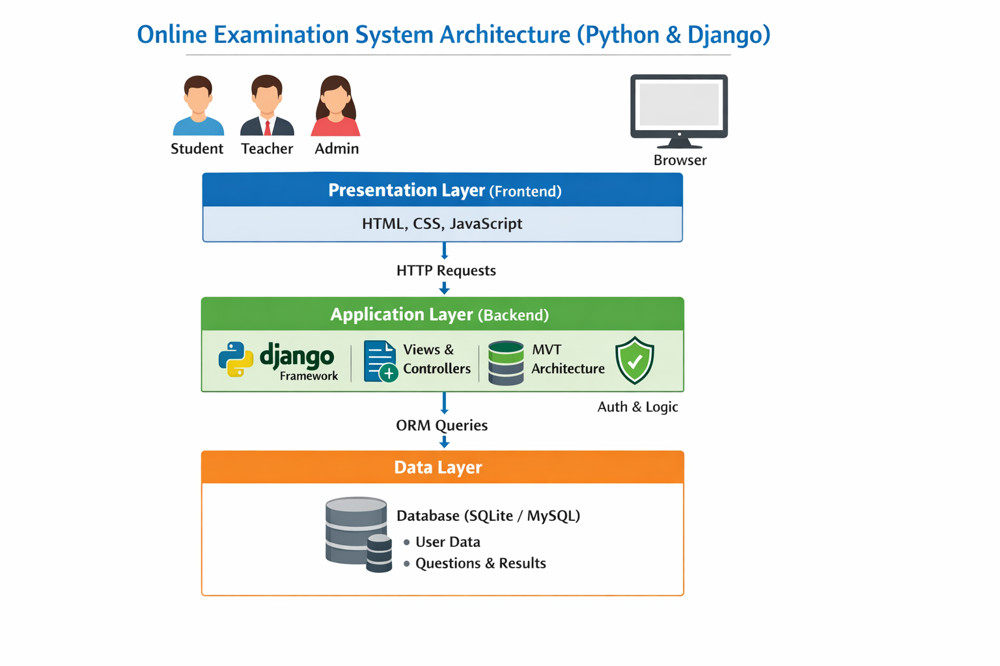 Online Examination System Architecture (Python & Django)
Student
Teacher
Admin
Browser
Presentation Layer (Frontend)
HTML, CSS, JavaScript
HTTP Requests
Application Layer (Backend)
django
Framework
Views &
Controllers
MVT
Architecture
Auth & Logic
ORM Queries
Data Layer
Database (SQLite / MySQL)
• User Data
• Questions & Results